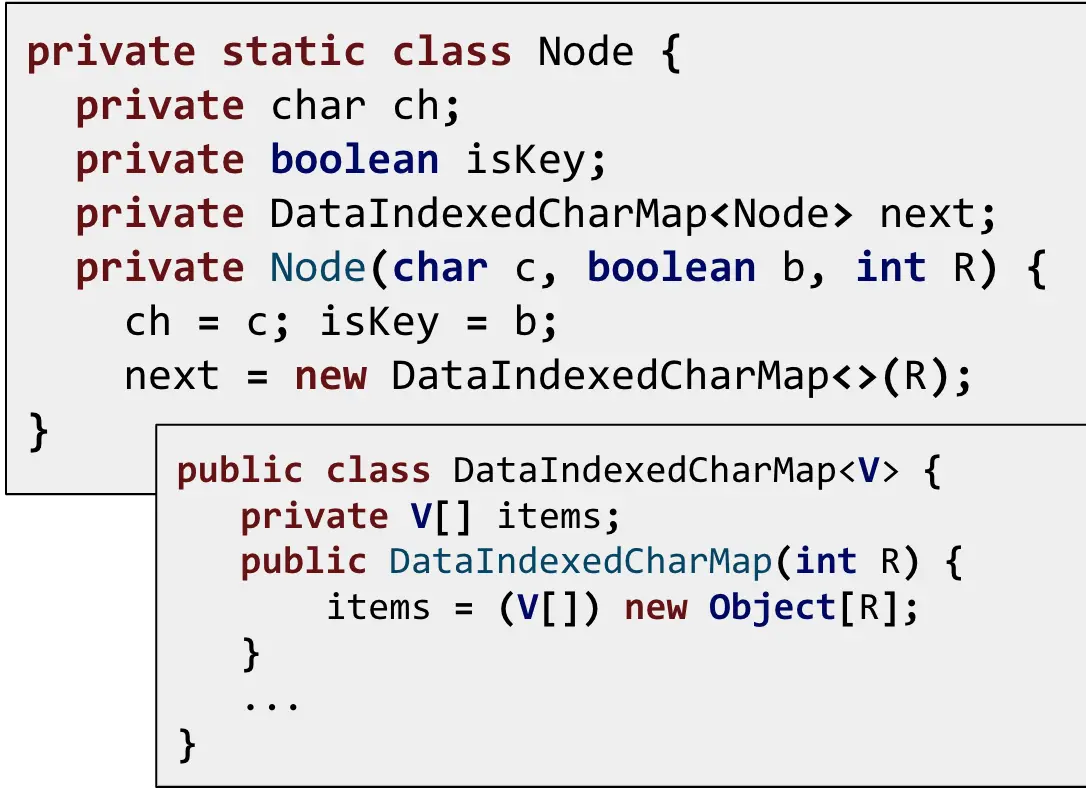 private static class Node {
  private char ch;
  private boolean isKey;
  private DataIndexedCharMap<Node> next;
  private Node(char c, boolean b, int R) {
    ch = c; isKey = b;
    next = new DataIndexedCharMap<>(R);
}
public class DataIndexedCharMap<V> {
   private V[] items;
   public DataIndexedCharMap(int R) {
       items = (V[]) new Object[R];
   }
   ...
}